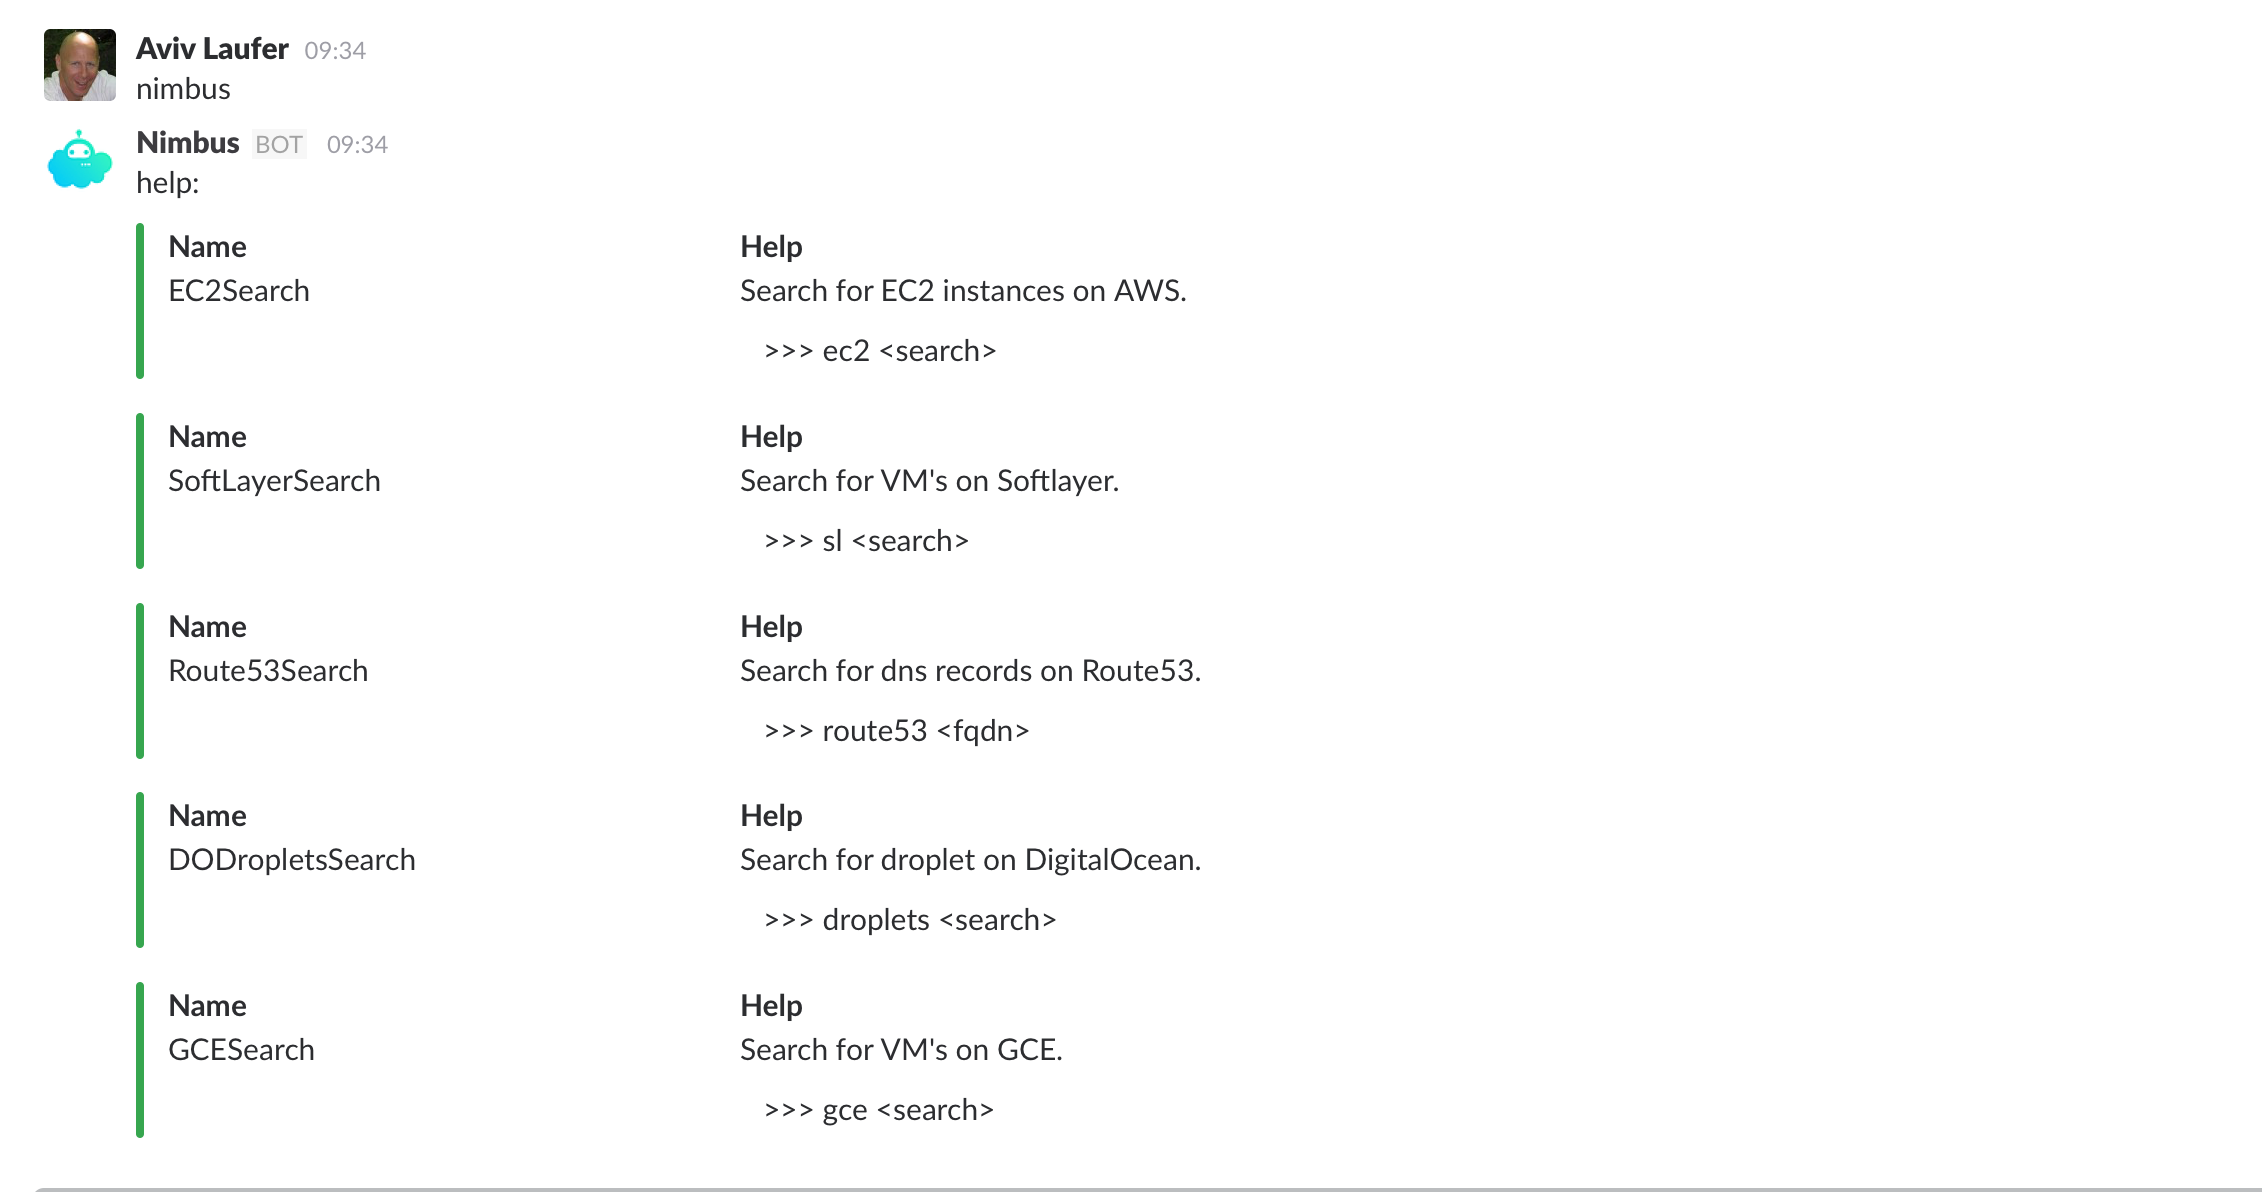 Aviv Laufer 09:34
nimbus
Nimbus BOT 09:34
help:
Name Help
EC2Search Search for EC2 instances on AWS.
>>> ec2 <search>
Name Help
SoftLayerSearch Search for VM's on Softlayer.
>>> sl <search>
Name Help
Route53Search Search for dns records on Route53.
>>> route53 <fqdn>
Name Help
DODropletsSearch Search for droplet on DigitalOcean.
>>> droplets <search>
Name Help
GCESearch Search for VM's on GCE.
>>> gce <search>